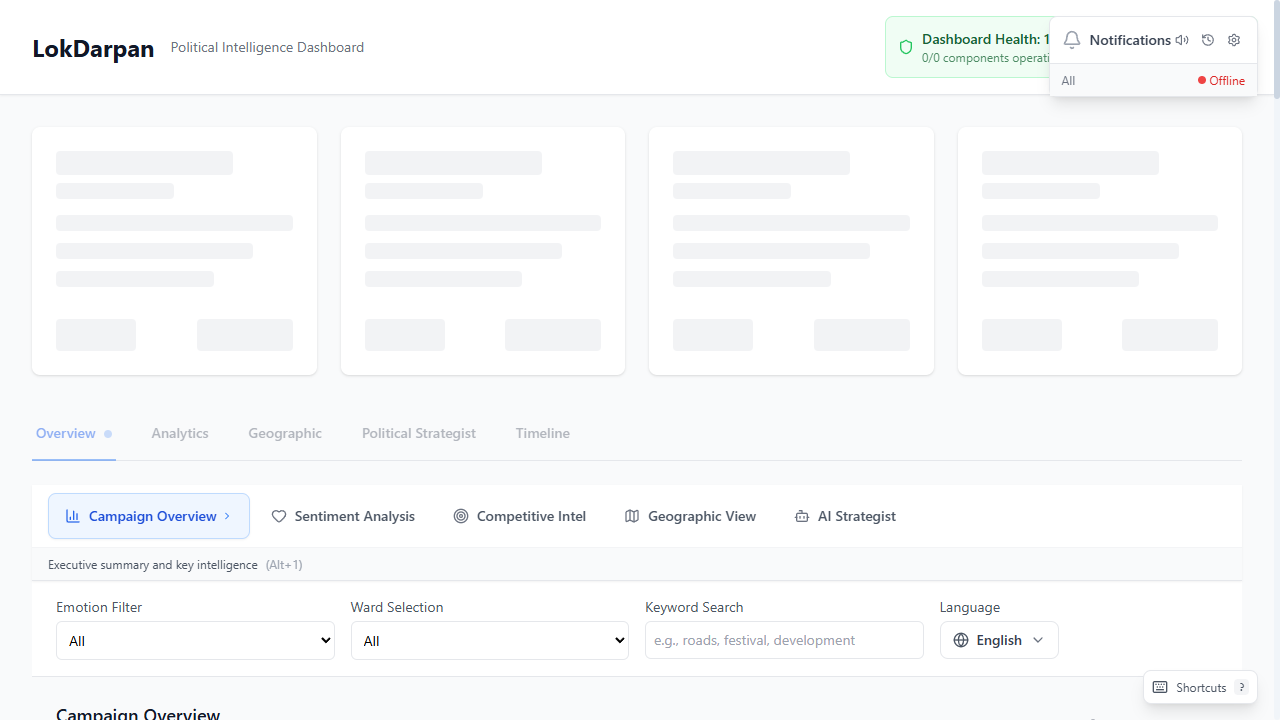 LokDarpan
Political Intelligence Dashboard
Dashboard Health: 1
0/0 components operati
Notifications
All
Offline
Overview
Analytics
Geographic
Political Strategist
Timeline
Campaign Overview
Sentiment Analysis
Competitive Intel
Geographic View
AI Strategist
Executive summary and key intelligence (Alt+1)
Emotion Filter
Ward Selection
Keyword Search
Language
All
All
e.g., roads, festival, development
English
Shortcuts ?
Campaign Overview